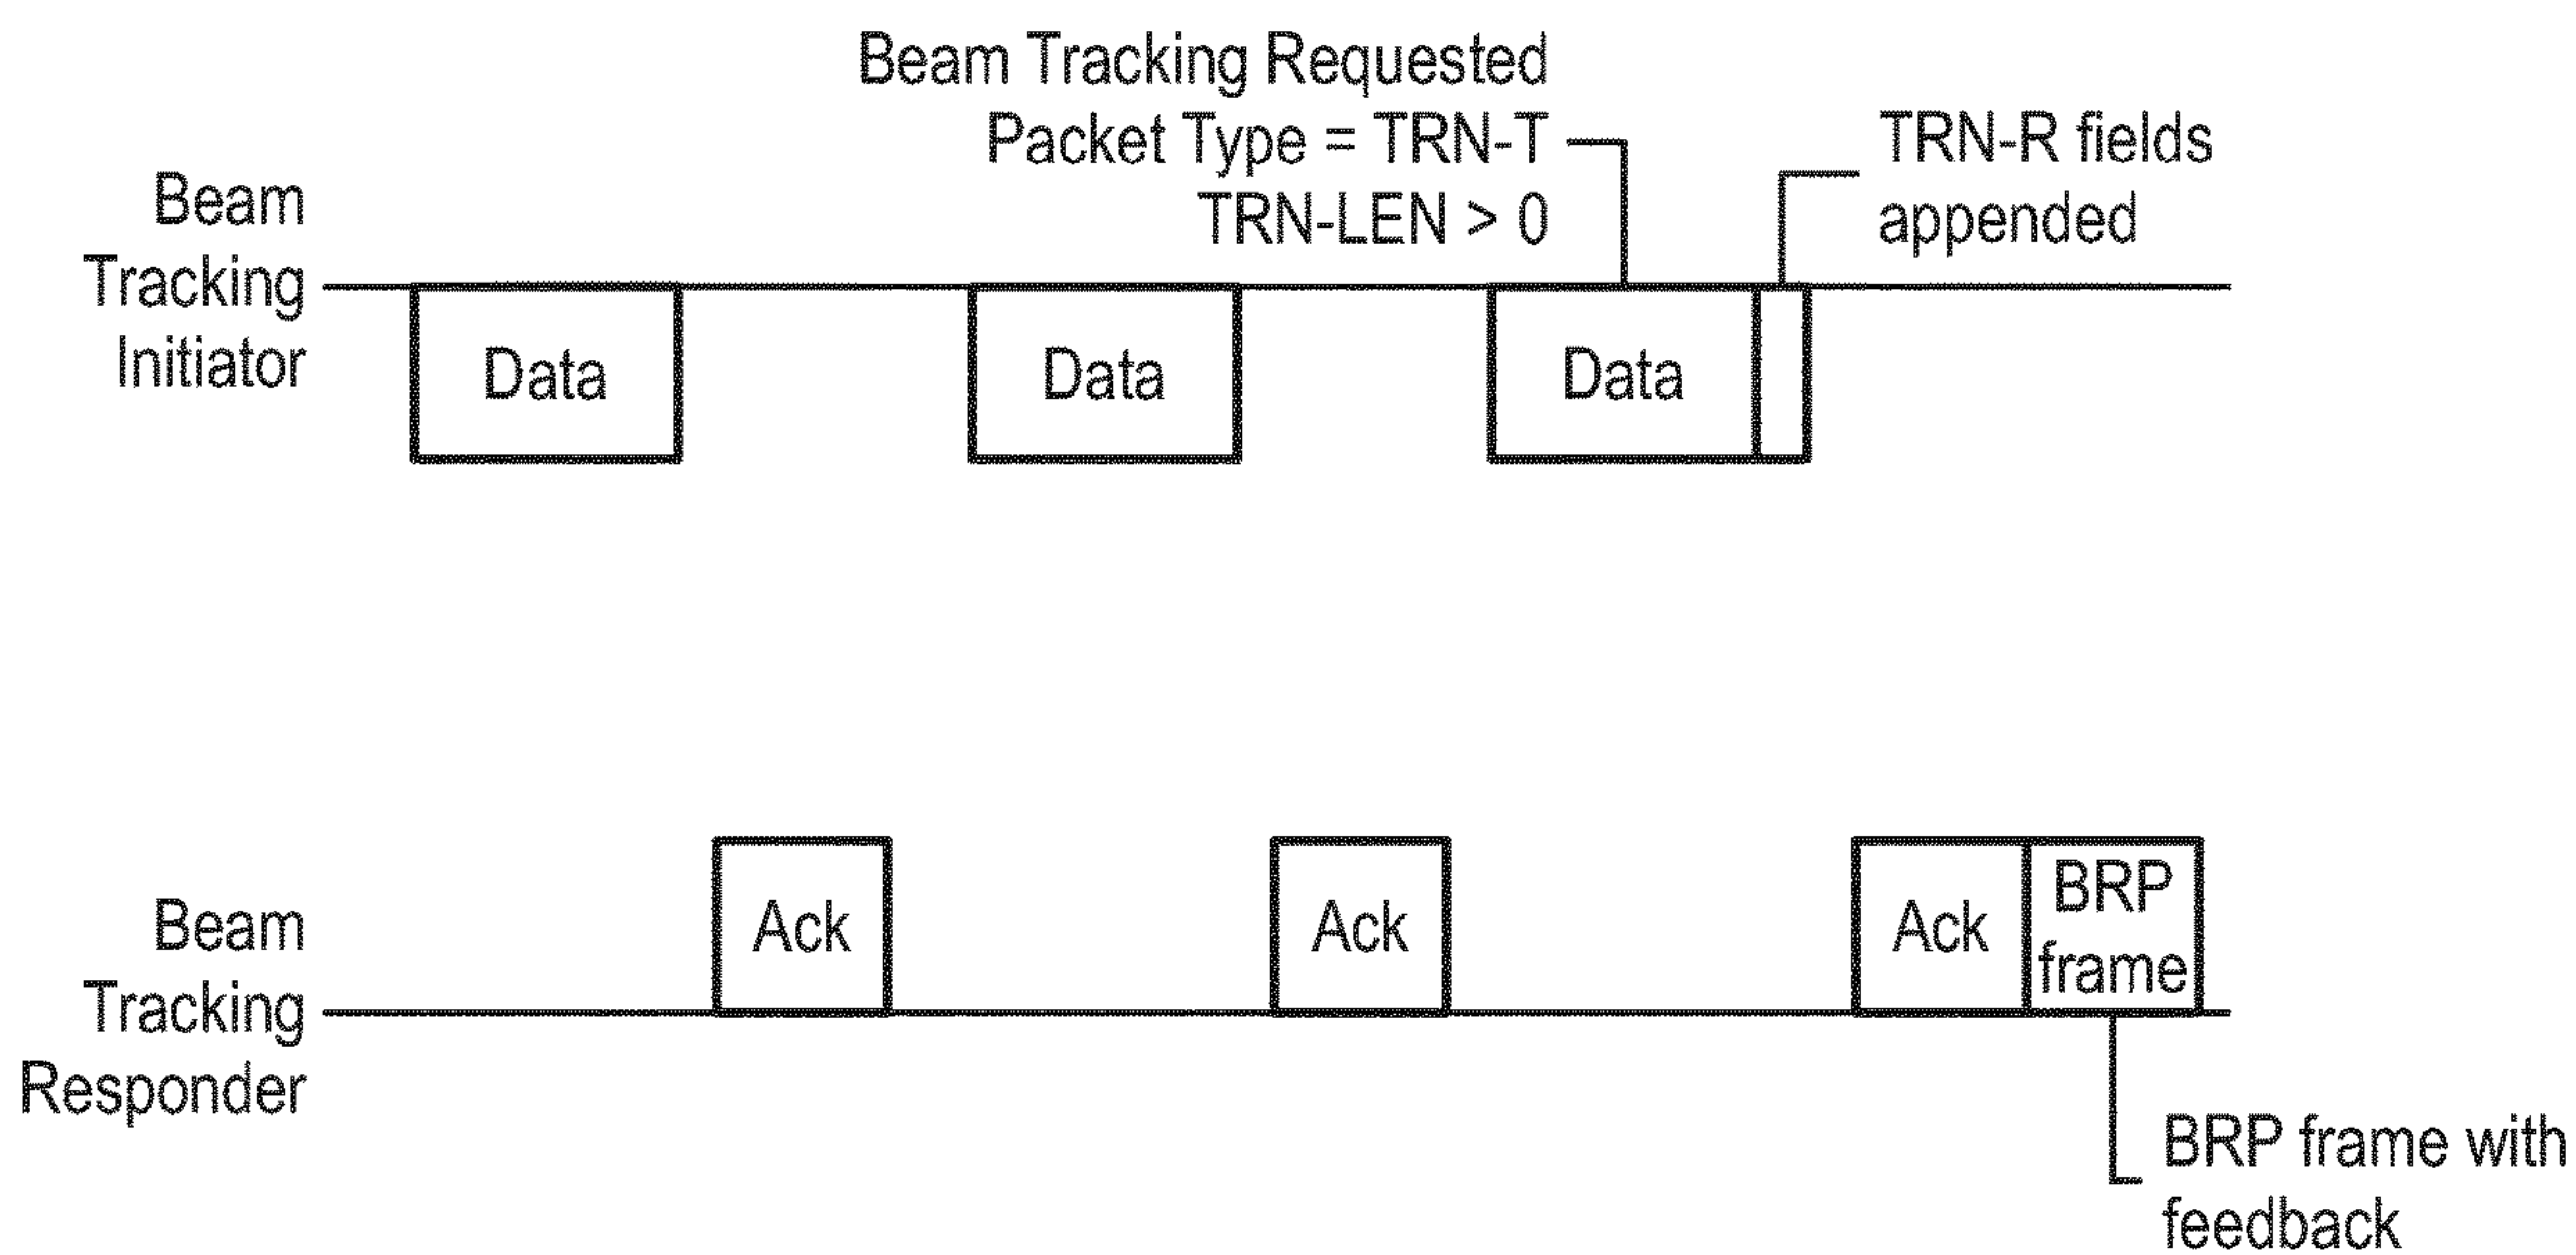 Beam Tracking Requested
Packet Type = TRN-T
TRN-LEN > 0
TRN-R fields
appended
Beam
Tracking
Initiator
Data
Data
Data
Beam
Tracking
Responder
Ack
Ack
Ack
BRP
frame
BRP frame with
feedback